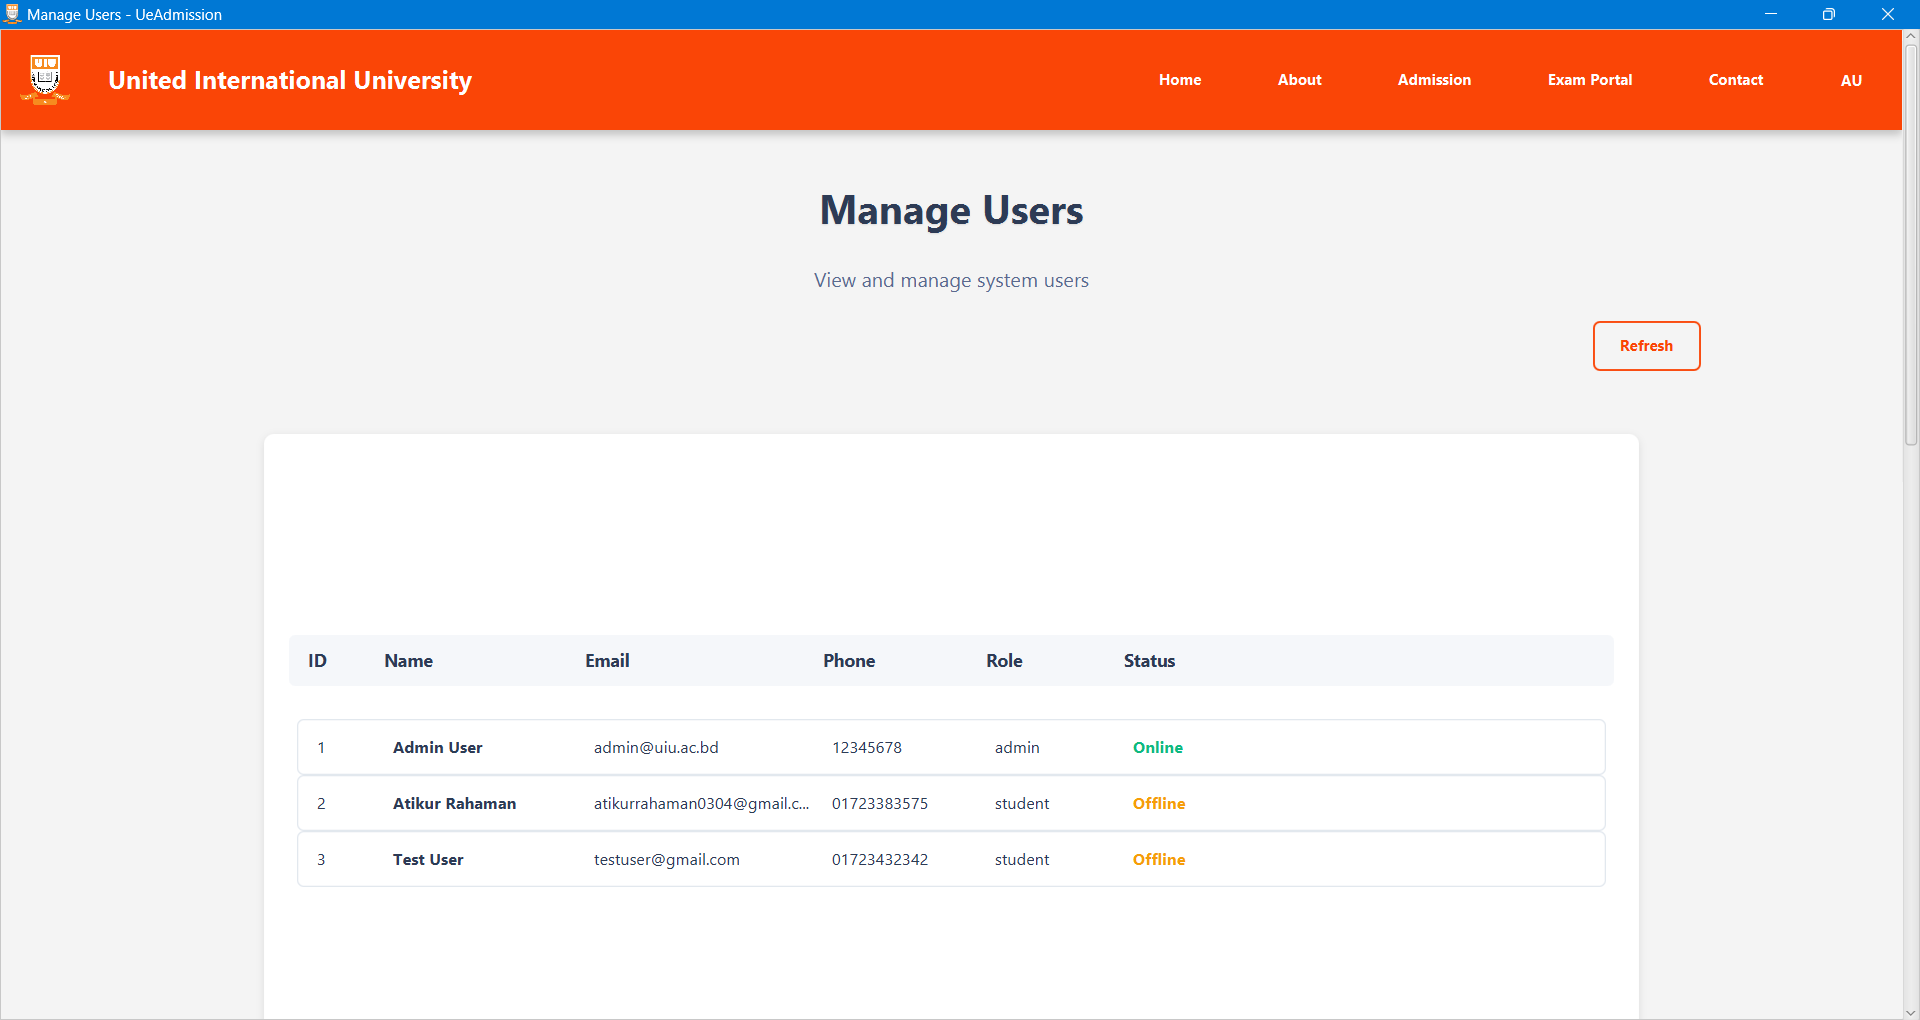 Manage Users - UeAdmission
UIU
United International University
Home
About
Admission
Exam Portal
Contact
AU
Manage Users
View and manage system users
Refresh
ID Name Email Phone Role Status
1 Admin User admin@uiu.ac.bd 12345678 admin Online
2 Atikur Rahaman atikurrahaman0304@gmail.c... 01723383575 student Offline
3 Test User testuser@gmail.com 01723432342 student Offline